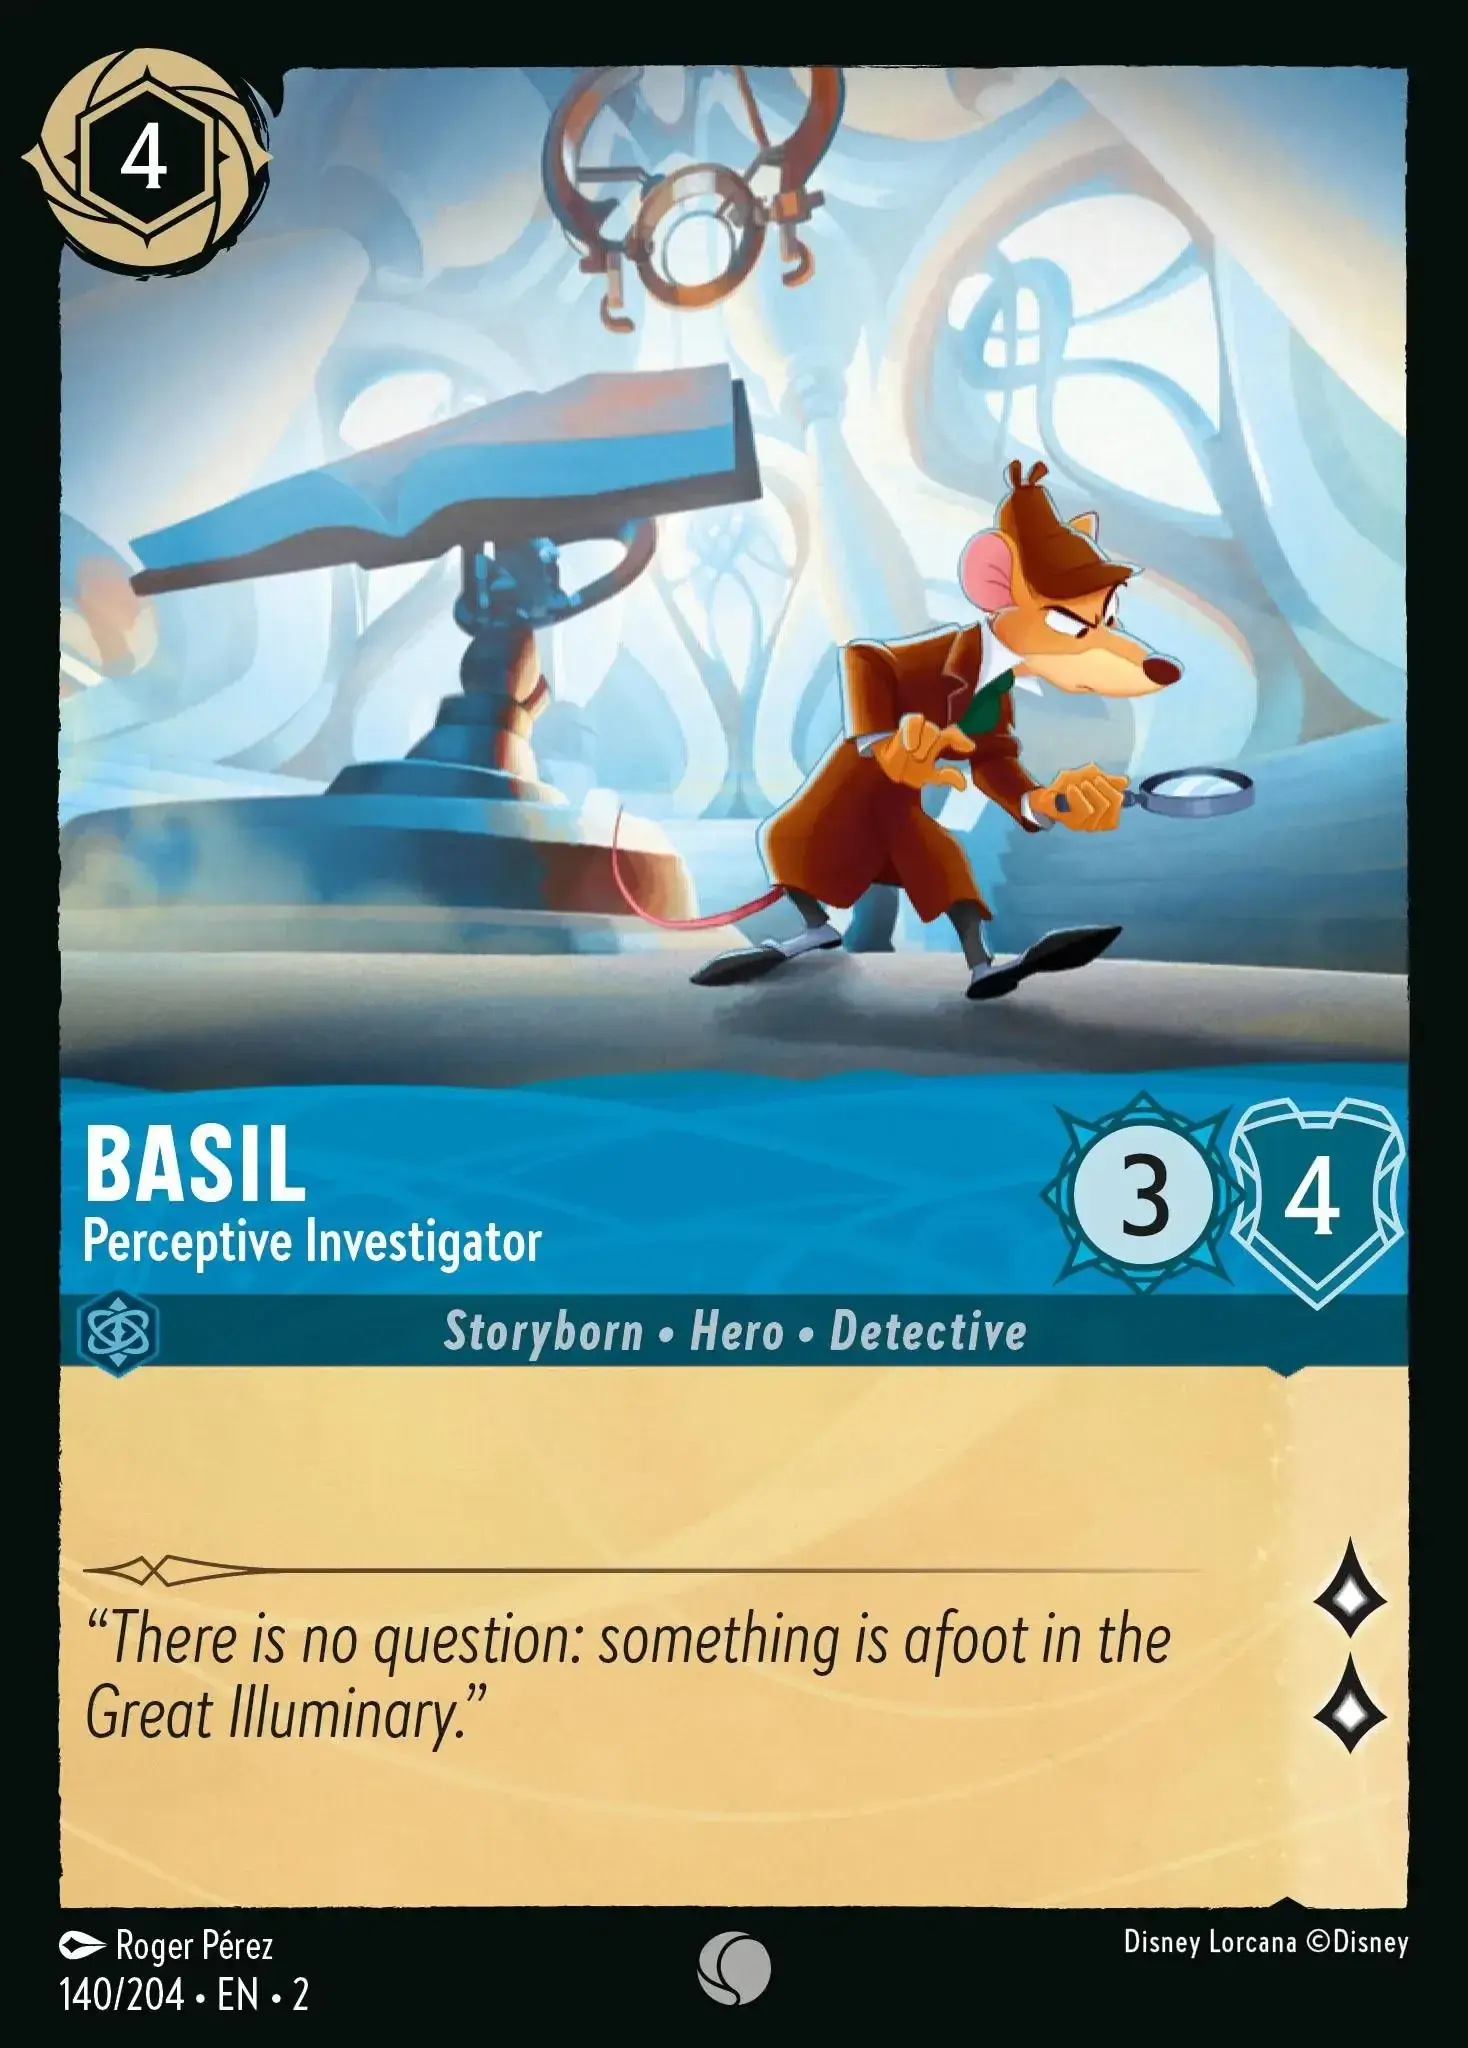 4
BASIL
Perceptive Investigator
3
4
Storyborn • Hero • Detective
“There is no question: something is afoot in the
Great Illuminary.”
Roger Pérez
Disney Lorcana ©Disney
140/204 • EN • 2